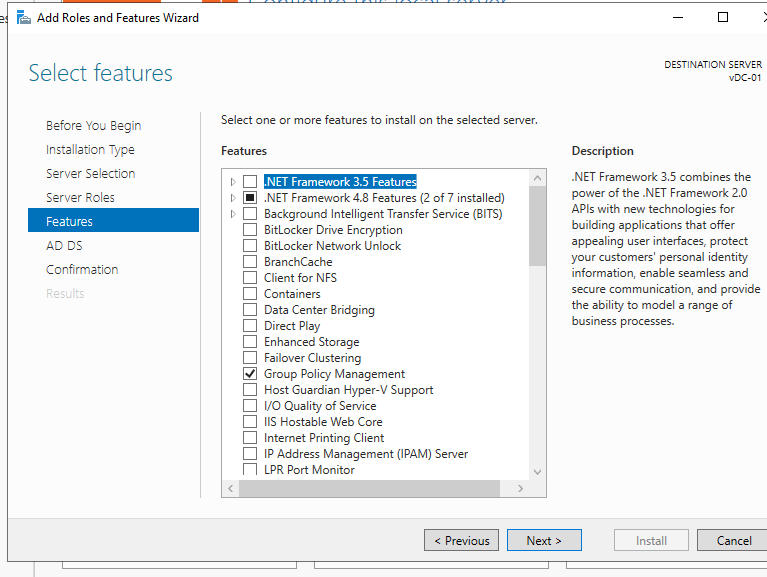 Configure this local server
Add Roles and Features Wizard
Select features
DESTINATION SERVER
vDC-01
Before You Begin
Installation Type
Server Selection
Server Roles
Features
AD DS
Confirmation
Results
Select one or more features to install on the selected server.
Features
.NET Framework 3.5 Features
.NET Framework 4.8 Features (2 of 7 installed)
Background Intelligent Transfer Service (BITS)
BitLocker Drive Encryption
BitLocker Network Unlock
BranchCache
Client for NFS
Containers
Data Center Bridging
Direct Play
Enhanced Storage
Failover Clustering
Group Policy Management
Host Guardian Hyper-V Support
I/O Quality of Service
IIS Hostable Web Core
Internet Printing Client
IP Address Management (IPAM) Server
LPR Port Monitor
Description
.NET Framework 3.5 combines the
power of the .NET Framework 2.0
APIs with new technologies for
building applications that offer
appealing user interfaces, protect
your customers' personal identity
information, enable seamless and
secure communication, and provide
the ability to model a range of
business processes.
< Previous
Next >
Install
Cancel